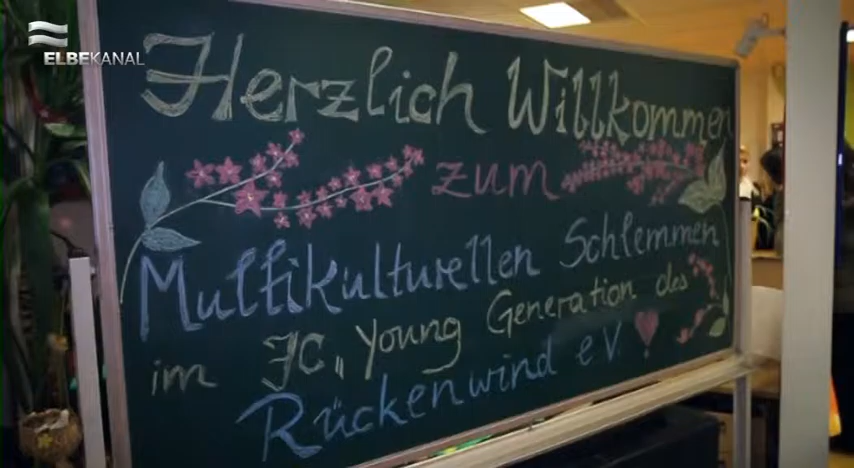 ELBEKANAL
Herzlich Willkommen
zum
Multikulturellen Schlemmen
im JC „Young Generation des
Rückenwind e.V.